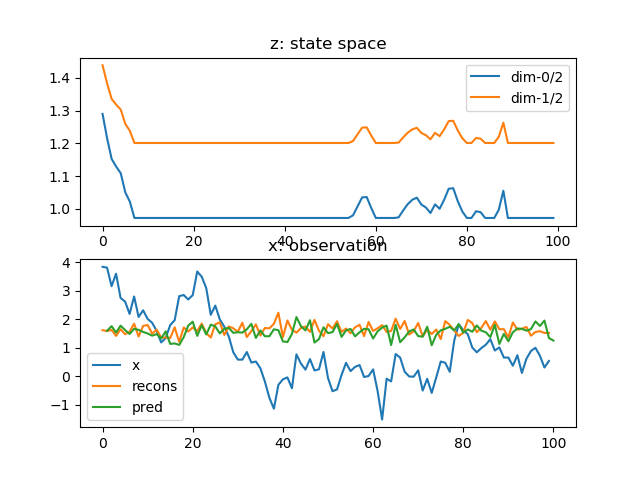 z: state space
1.4
1.3
1.2
1.1
1.0
dim-0/2
dim-1/2
0 20 40 60 80 100
x: observation
4
3
2
1
0
−1
x
recons
pred
0 20 40 60 80 100